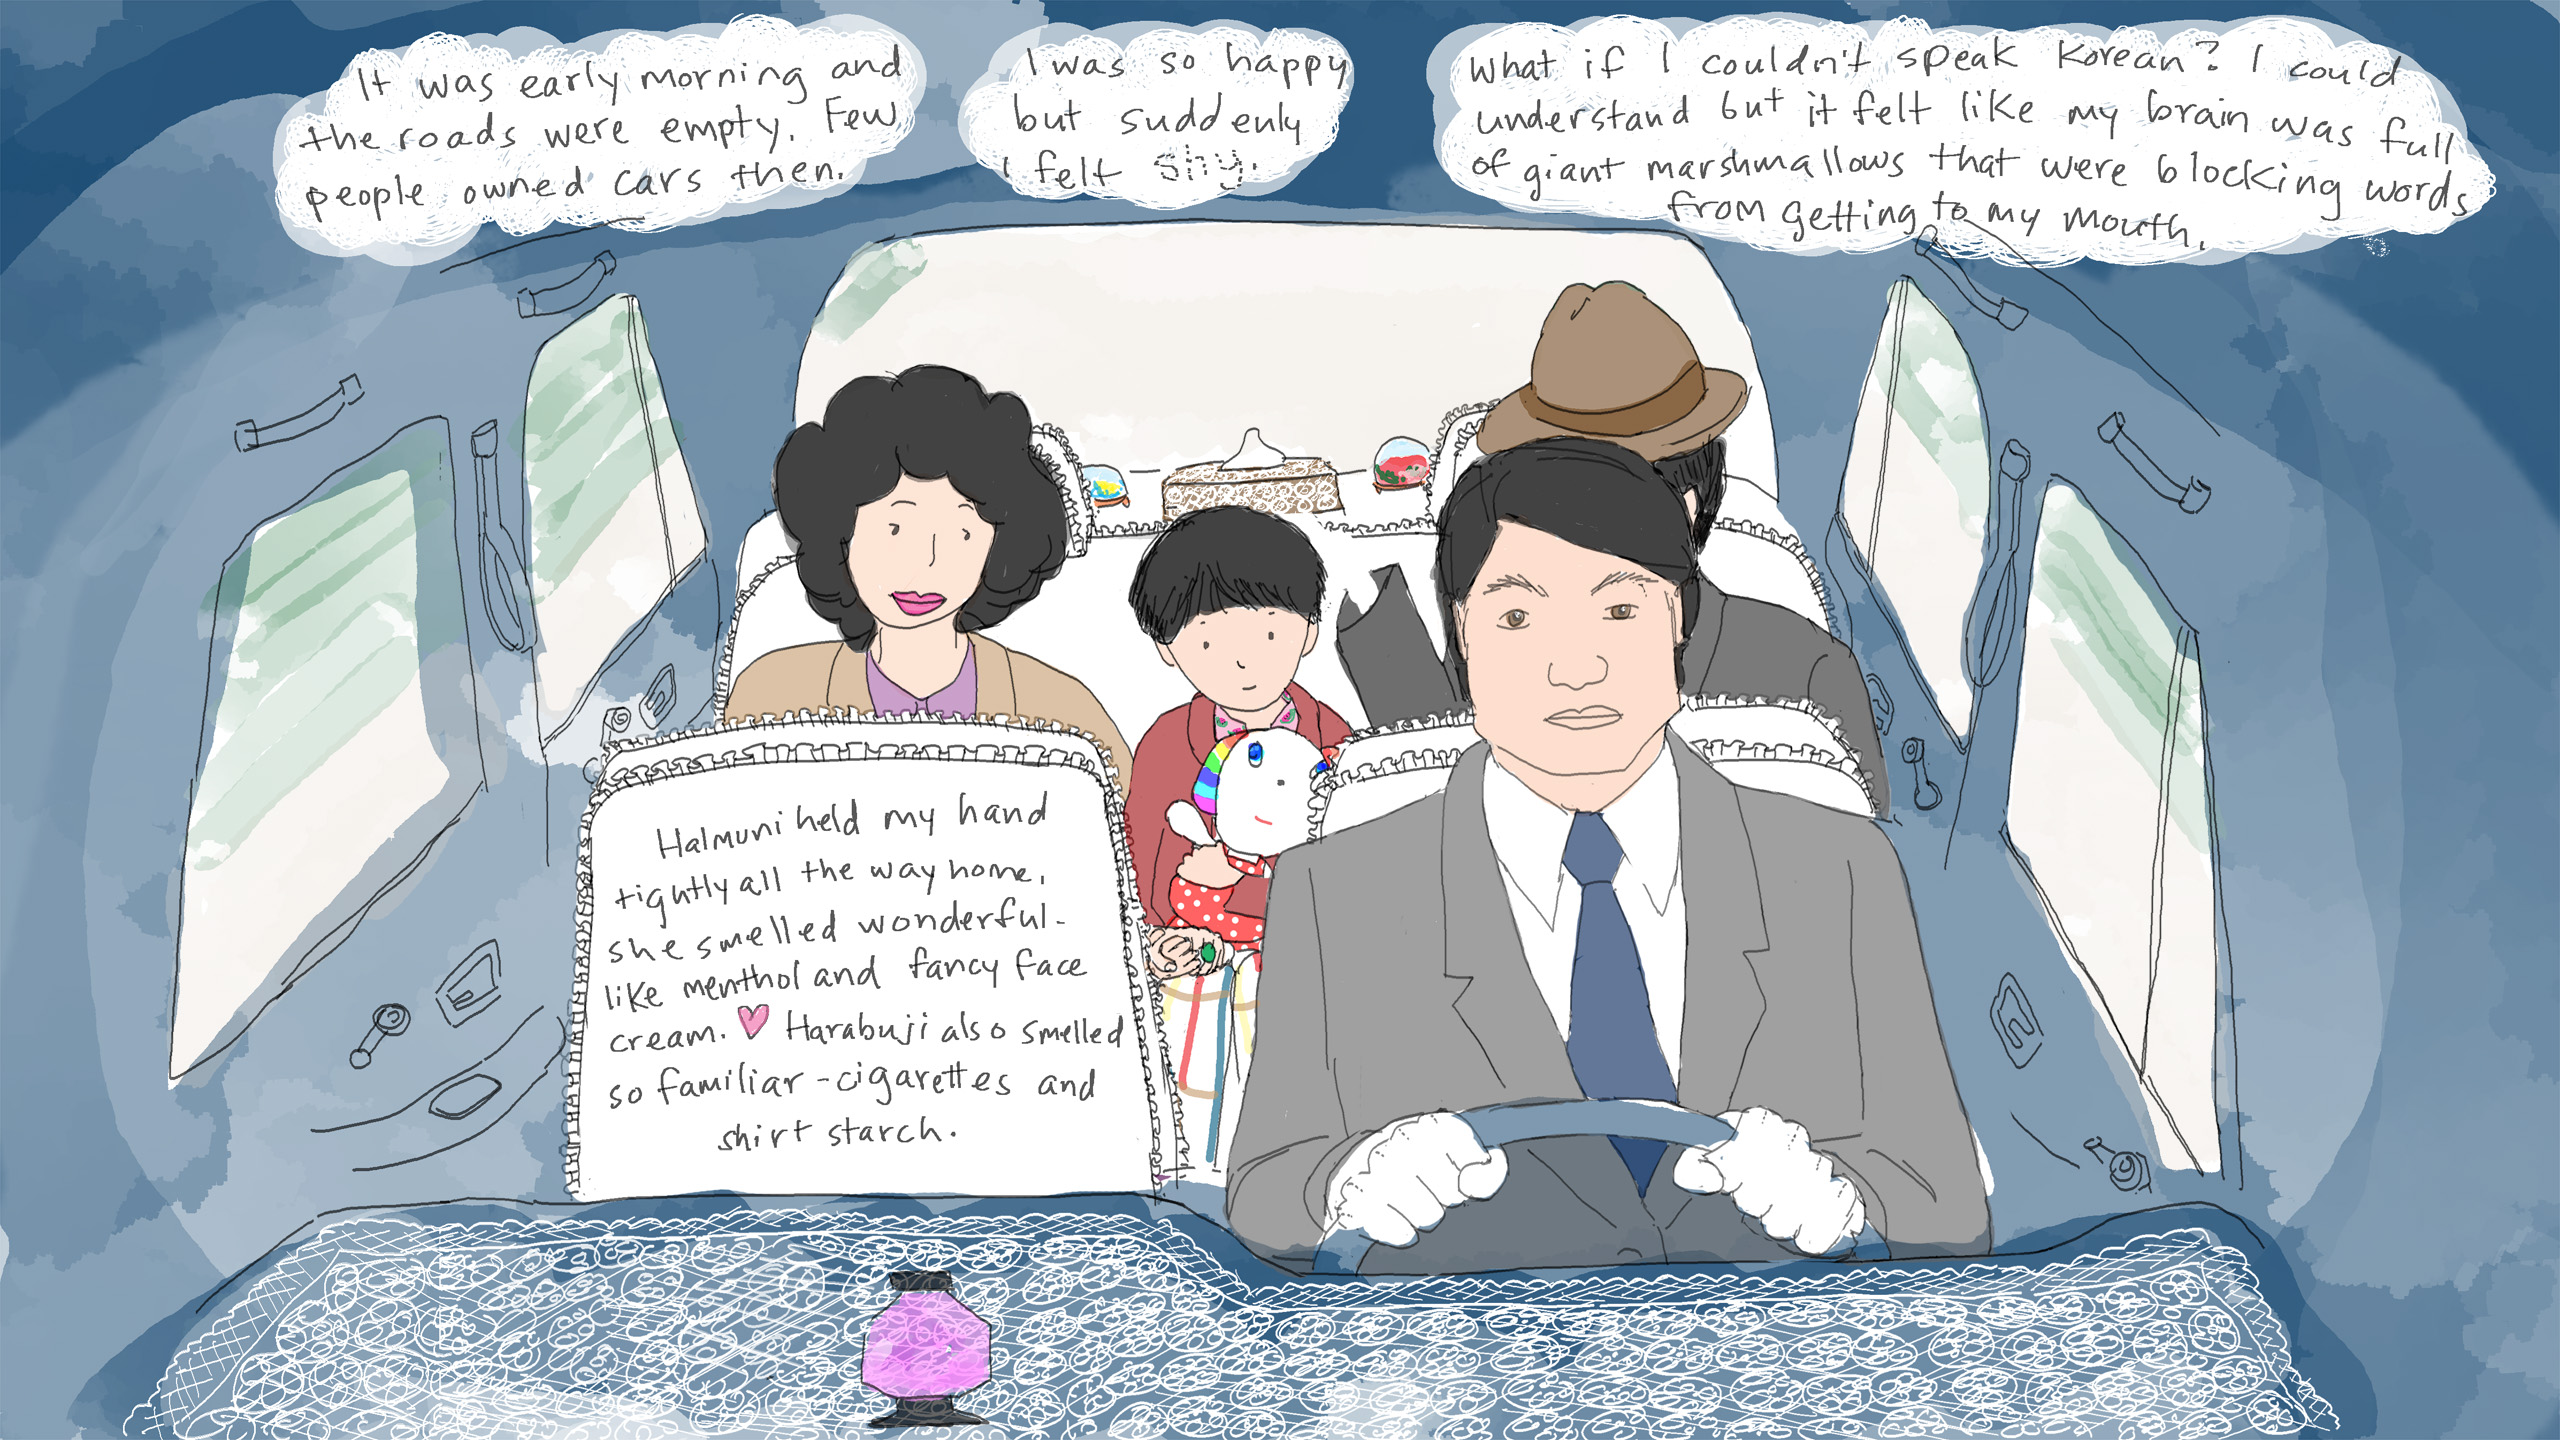 It was early morning and
the roads were empty. Few
people owned cars then.
I was so happy
but suddenly
I felt shy.
What if I couldn't speak Korean? I could
understand but it felt like my brain was full
of giant marshmallows that were blocking words
from getting to my mouth.
Halmuni held my hand
tightly all the way home.
she smelled wonderful-
like menthol and fancy face
cream. ♥ Harabuji also smelled
so familiar - cigarettes and
shirt starch.